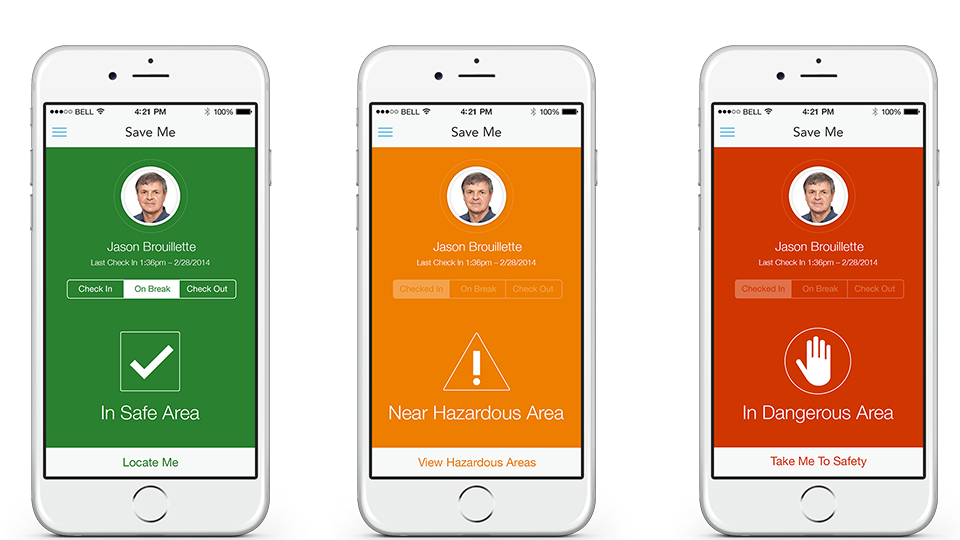 BELL 4:21 PM 100%
Save Me
Jason Brouillette
Last Check In 1:36pm – 2/28/2014
Check In On Break Check Out
In Safe Area
Locate Me
BELL 4:21 PM 100%
Save Me
Jason Brouillette
Last Check In 1:36pm – 2/28/2014
Checked In On Break Check Out
Near Hazardous Area
View Hazardous Areas
BELL 4:21 PM 100%
Save Me
Jason Brouillette
Last Check In 1:36pm – 2/28/2014
Checked In On Break Check Out
In Dangerous Area
Take Me To Safety